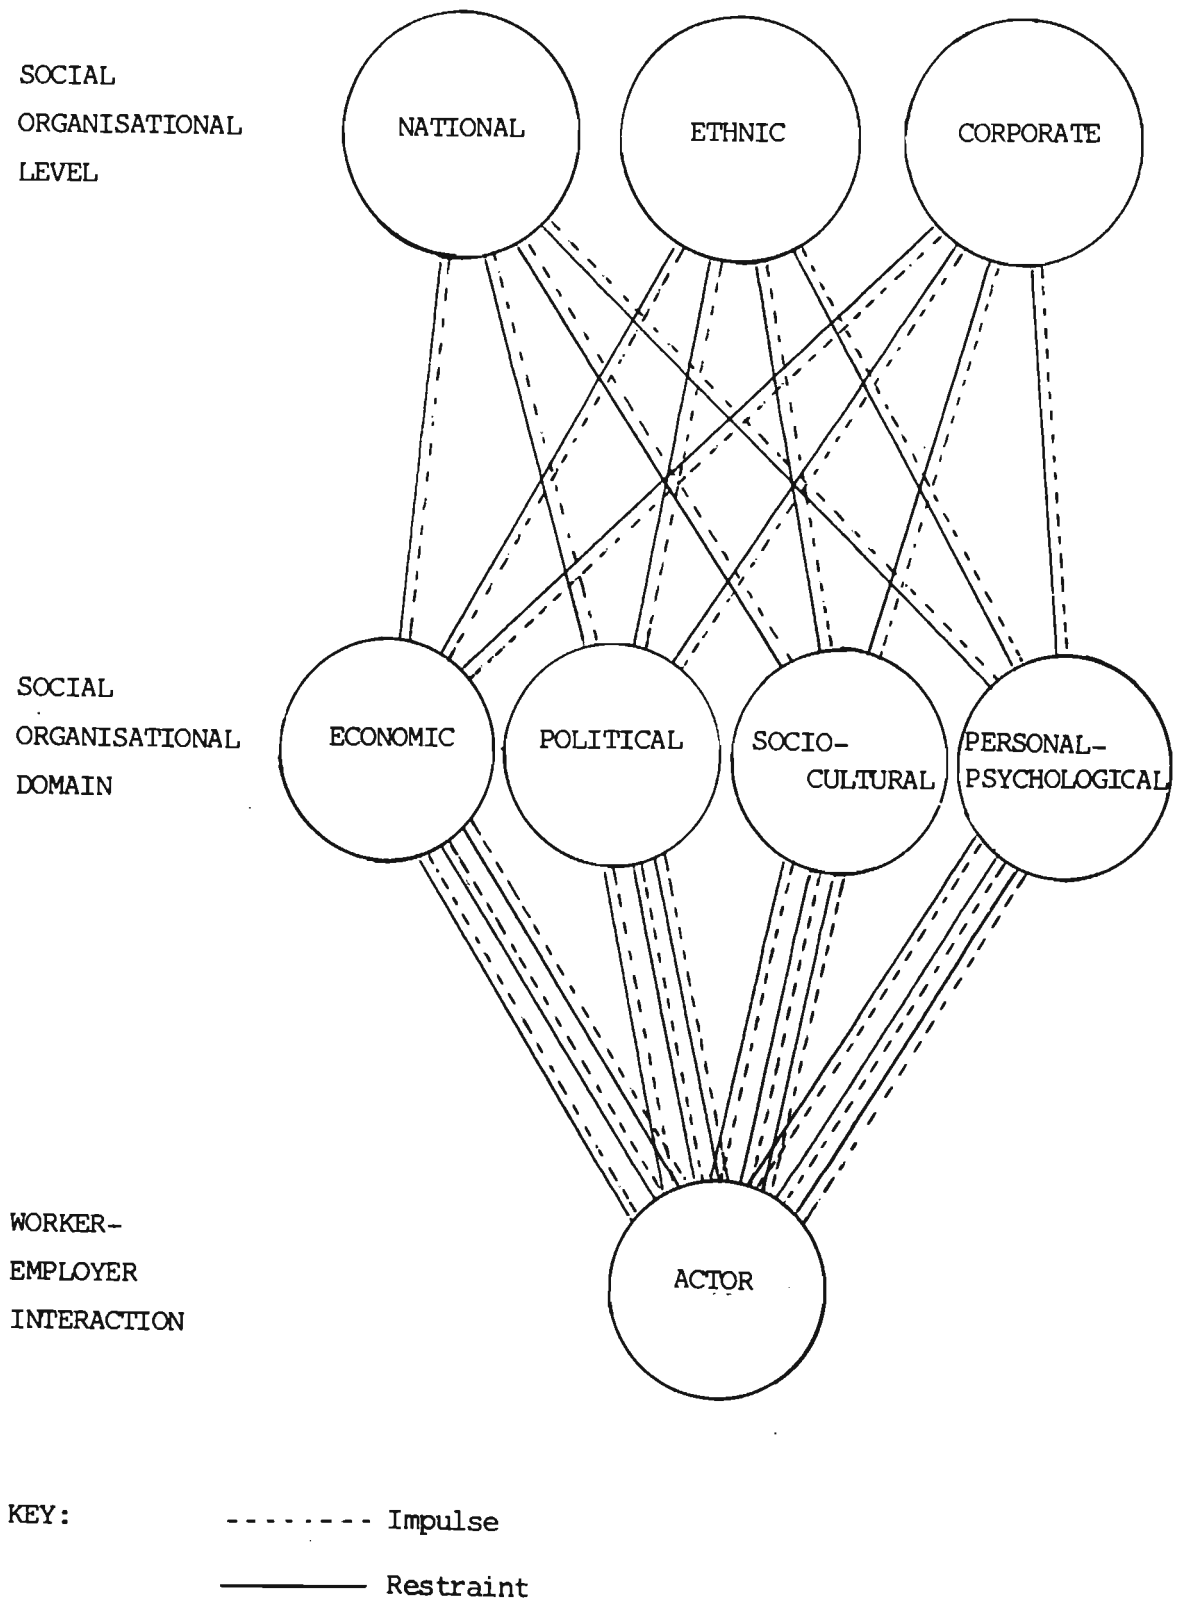 SOCIAL
ORGANISATIONAL
LEVEL
NATIONAL
ETHNIC
CORPORATE
SOCIAL
ORGANISATIONAL
DOMAIN
ECONOMIC
POLITICAL
SOCIO-
CULTURAL
PERSONAL-
PSYCHOLOGICAL
WORKER-
EMPLOYER
INTERACTION
ACTOR
KEY:
Impulse
Restraint